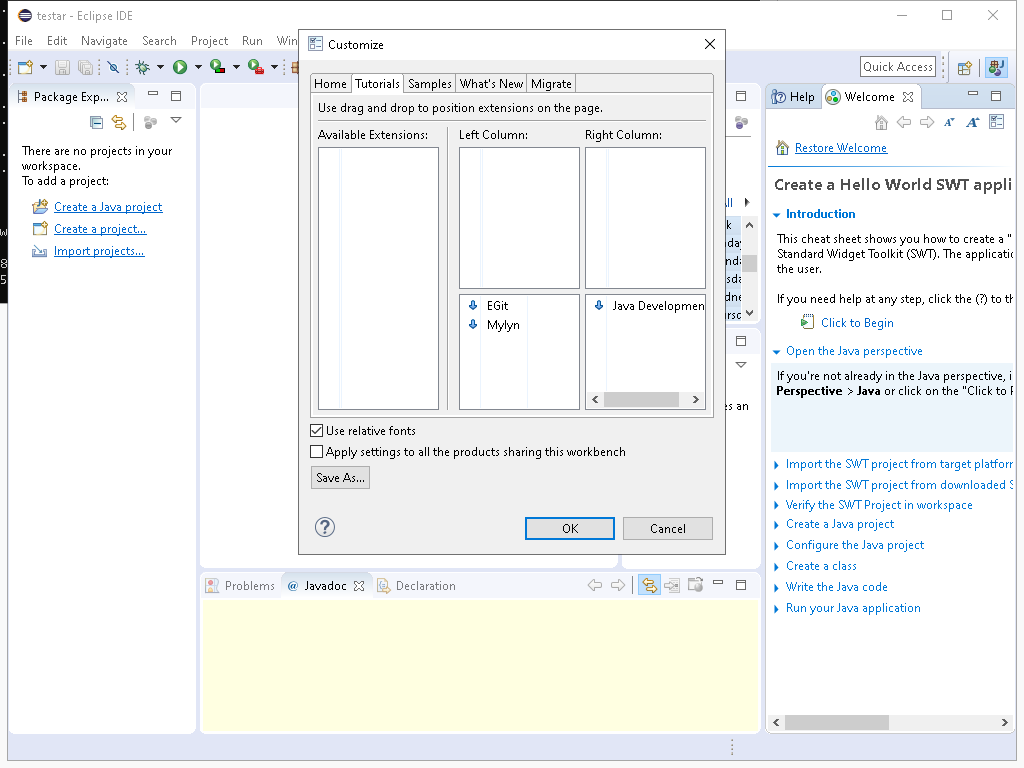 testar - Eclipse IDE
File Edit Navigate Search Project Run Win
Quick Access
Package Exp...
There are no projects in your
workspace.
To add a project:
Create a Java project
Create a project...
Import projects...
Customize
Home Tutorials Samples What's New Migrate
Use drag and drop to position extensions on the page.
Available Extensions: Left Column: Right Column:
EGit
Mylyn
Java Developmen
Use relative fonts
Apply settings to all the products sharing this workbench
Save As...
OK Cancel
Problems @ Javadoc Declaration
Help Welcome
Restore Welcome
Create a Hello World SWT appli
Introduction
This cheat sheet shows you how to create a "
Standard Widget Toolkit (SWT). The applicatio
the user.
If you need help at any step, click the (?) to th
Click to Begin
Open the Java perspective
If you're not already in the Java perspective, i
Perspective > Java or click on the "Click to P
Import the SWT project from target platform
Import the SWT project from downloaded S
Verify the SWT Project in workspace
Create a Java project
Configure the Java project
Create a class
Write the Java code
Run your Java application